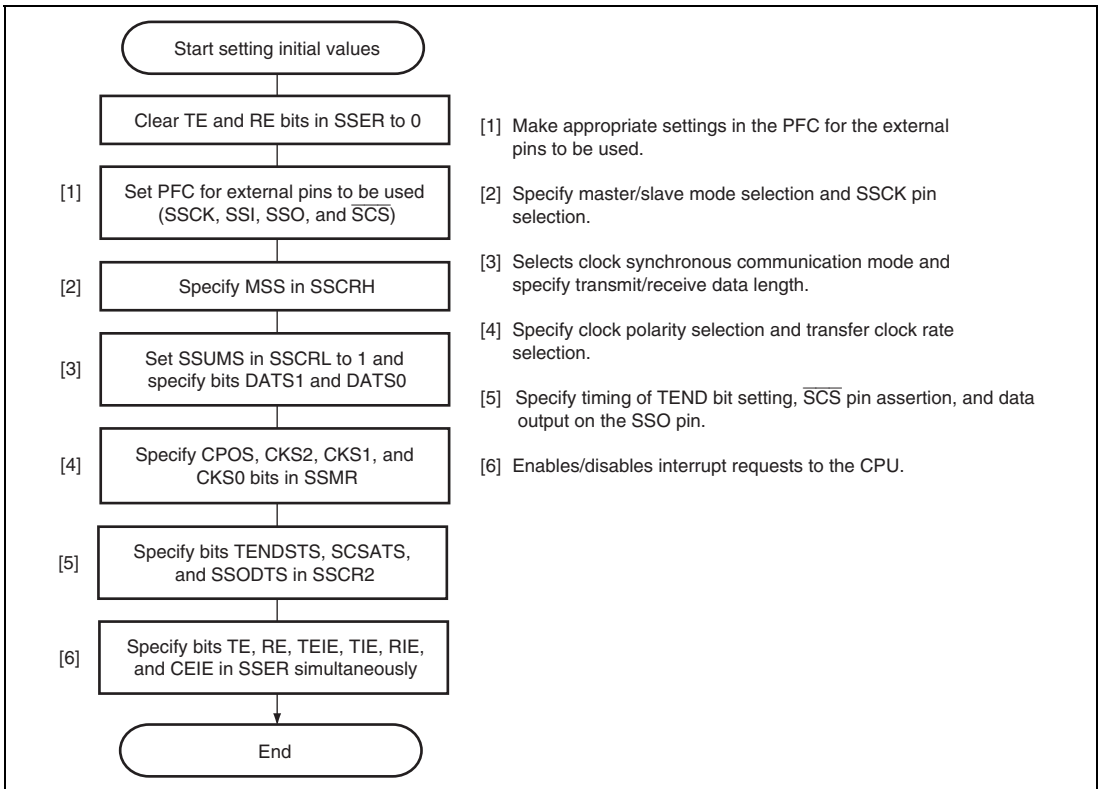 Start setting initial values
Clear TE and RE bits in SSER to 0
[1]
Set PFC for external pins to be used
(SSCK, SSI, SSO, and S̅C̅S̅)
[2]
Specify MSS in SSCRH
[3]
Set SSUMS in SSCRL to 1 and
specify bits DATS1 and DATS0
[4]
Specify CPOS, CKS2, CKS1, and
CKS0 bits in SSMR
[5]
Specify bits TENDSTS, SCSATS,
and SSODTS in SSCR2
[6]
Specify bits TE, RE, TEIE, TIE, RIE,
and CEIE in SSER simultaneously
End
[1] Make appropriate settings in the PFC for the external
pins to be used.
[2] Specify master/slave mode selection and SSCK pin
selection.
[3] Selects clock synchronous communication mode and
specify transmit/receive data length.
[4] Specify clock polarity selection and transfer clock rate
selection.
[5] Specify timing of TEND bit setting, S̅C̅S̅ pin assertion, and data
output on the SSO pin.
[6] Enables/disables interrupt requests to the CPU.